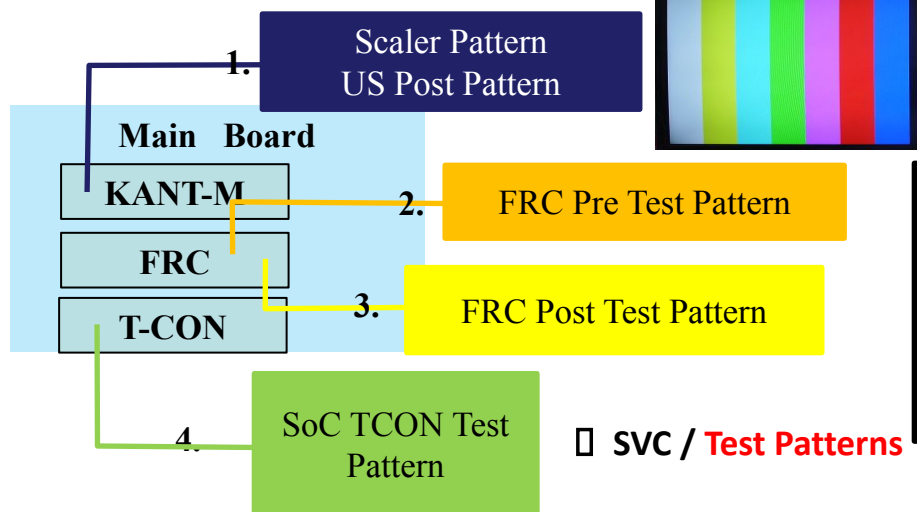 1.
Scaler Pattern
US Post Pattern
Main Board
KANT-M
2.
FRC Pre Test Pattern
FRC
3.
FRC Post Test Pattern
T-CON
4.
SoC TCON Test
Pattern
SVC / Test Patterns